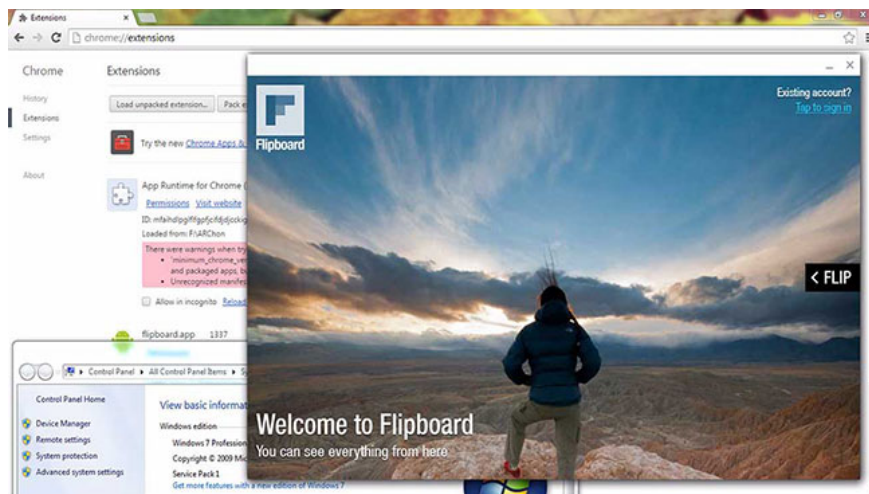 Extensions
chrome://extensions
Chrome
Extensions
History
Extensions
Settings
About
Load unpacked extension...
Pack e
Try the new Chrome Apps &
App Runtime for Chrome (
Permissions Visit website
Loaded from: F:\ARChon
There were warnings when try
'minimum_chrome_ver
and packaged apps, b
Unrecognized manifes
Allow in incognito Reload
flipboard.app 1337
Flipboard
Existing account?
Tap to sign in
< FLIP
Welcome to Flipboard
You can see everything from here
Control Panel All Control Panel Items Sy
Control Panel Home
Device Manager
Remote settings
System protection
Advanced system settings
View basic informat
Windows edition
Windows 7 Profession
Copyright © 2009 Mic
Service Pack 1
Get more features with a new edition of Windows 7